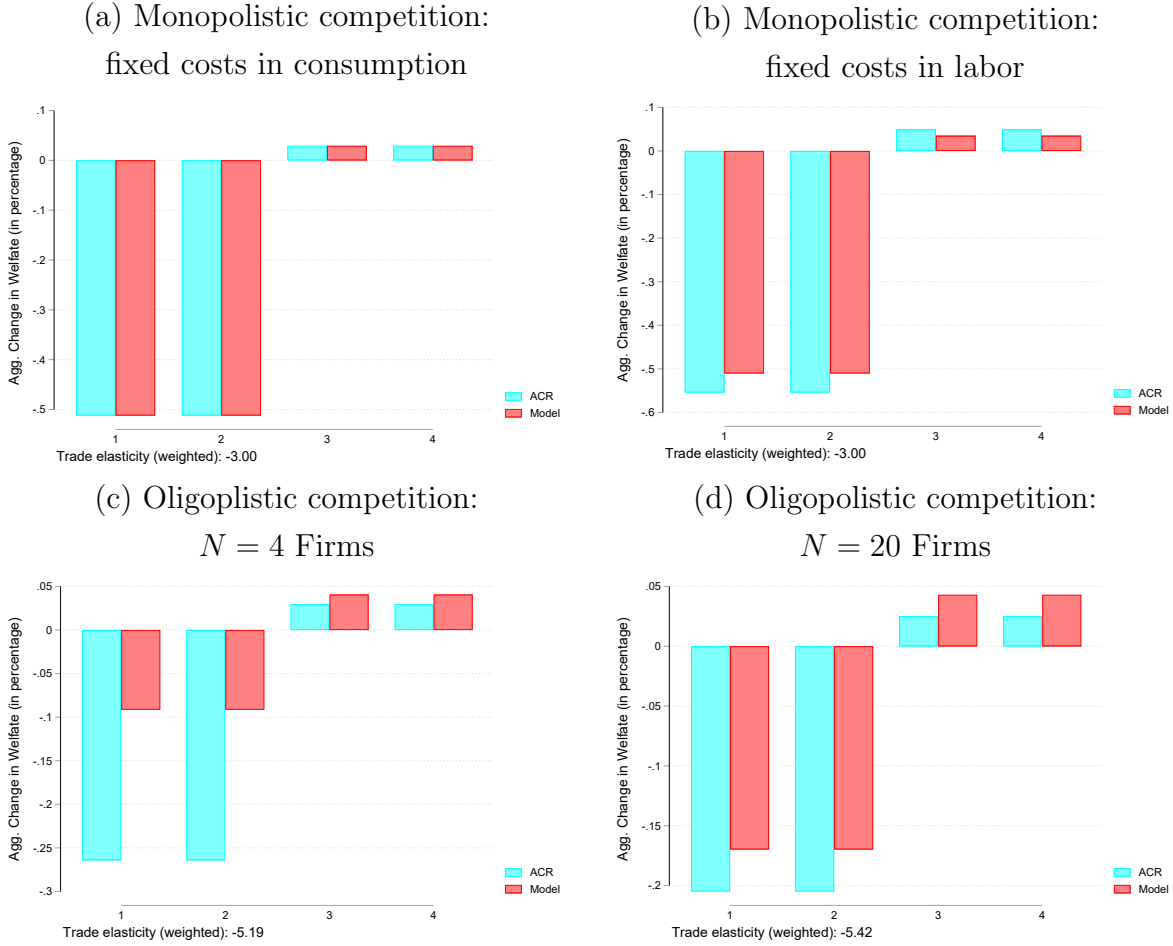 (a) Monopolistic competition:
fixed costs in consumption
Agg. Change in Welfate (in percentage)
.1
0
-.1
-.2
-.3
-.4
-.5
1 2 3 4
Trade elasticity (weighted): -3.00
ACR
Model
(b) Monopolistic competition:
fixed costs in labor
Agg. Change in Welfate (in percentage)
.1
0
-.1
-.2
-.3
-.4
-.5
-.6
1 2 3 4
Trade elasticity (weighted): -3.00
ACR
Model
(c) Oligoplistic competition:
N = 4 Firms
Agg. Change in Welfate (in percentage)
.05
0
-.05
-.1
-.15
-.2
-.25
-.3
1 2 3 4
Trade elasticity (weighted): -5.19
ACR
Model
(d) Oligopolistic competition:
N = 20 Firms
Agg. Change in Welfate (in percentage)
.05
0
-.05
-.1
-.15
-.2
1 2 3 4
Trade elasticity (weighted): -5.42
ACR
Model